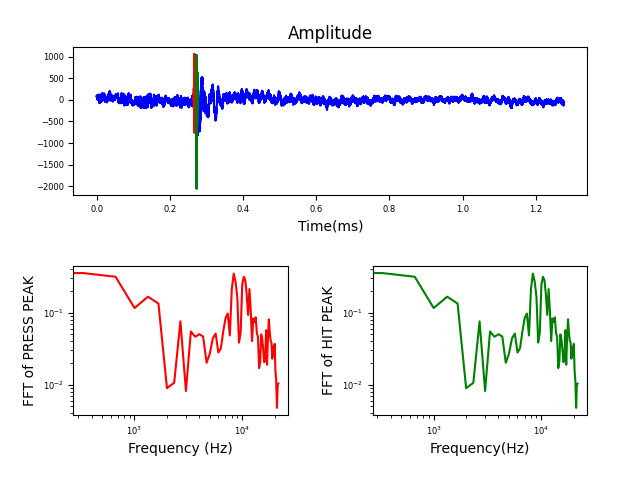 Amplitude
1000
500
0
−500
−1000
−1500
−2000
0.0 0.2 0.4 0.6 0.8 1.0 1.2
Time(ms)
FFT of PRESS PEAK
10⁻¹
10⁻²
10³ 10⁴
Frequency (Hz)
FFT of HIT PEAK
10⁻¹
10⁻²
10³ 10⁴
Frequency(Hz)